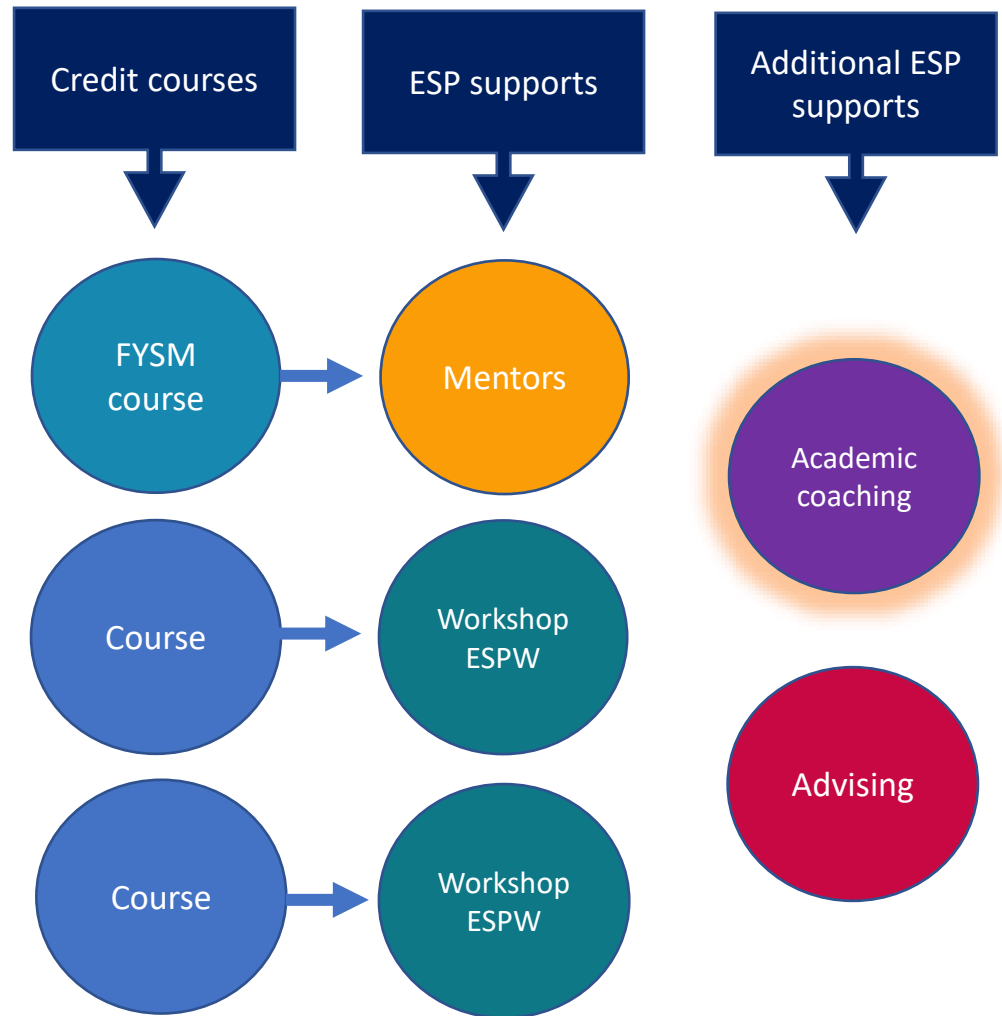 Credit courses
ESP supports
Additional ESP
supports
FYSM
course
Mentors
Academic
coaching
Course
Workshop
ESPW
Advising
Course
Workshop
ESPW